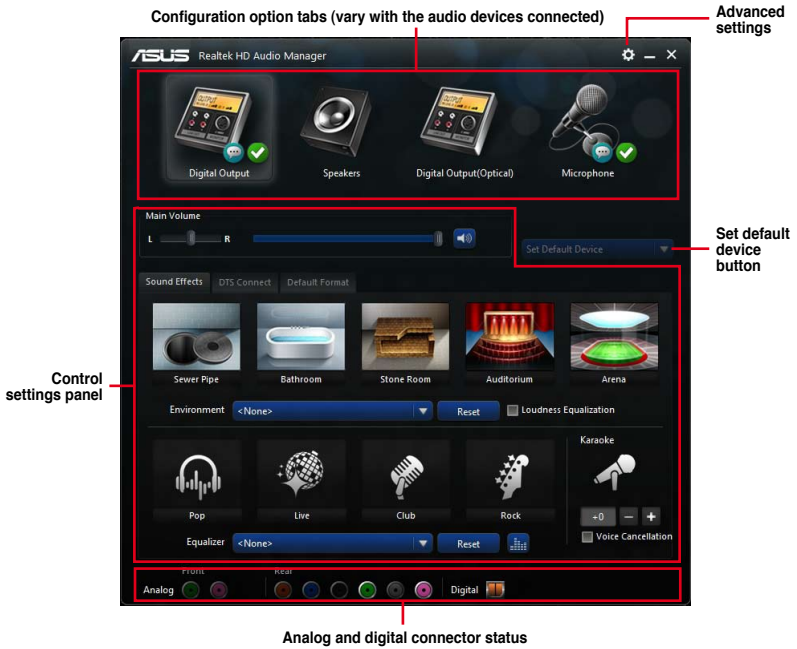 Configuration option tabs (vary with the audio devices connected)
Advanced
settings
ASUS Realtek HD Audio Manager
OUTPUT
OUTPUT
Digital Output
Speakers
Digital Output(Optical)
Microphone
Main Volume
L
R
Set Default Device
Set default
device
button
Sound Effects
DTS Connect
Default Format
Control
settings panel
Sewer Pipe
Bathroom
Stone Room
Auditorium
Arena
Environment
<None>
Reset
Loudness Equalization
Karaoke
Pop
Live
Club
Rock
+0
Equalizer
<None>
Reset
Voice Cancellation
Front
Rear
Analog
Digital
Analog and digital connector status